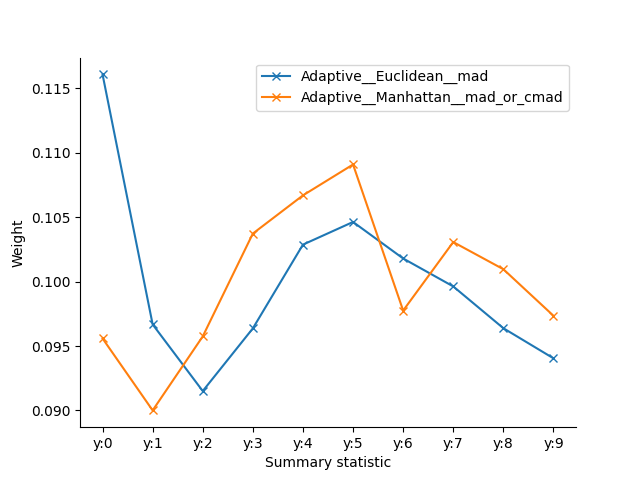 Adaptive__Euclidean__mad
Adaptive__Manhattan__mad_or_cmad
0.115
0.110
0.105
0.100
0.095
0.090
Weight
y:0 y:1 y:2 y:3 y:4 y:5 y:6 y:7 y:8 y:9
Summary statistic